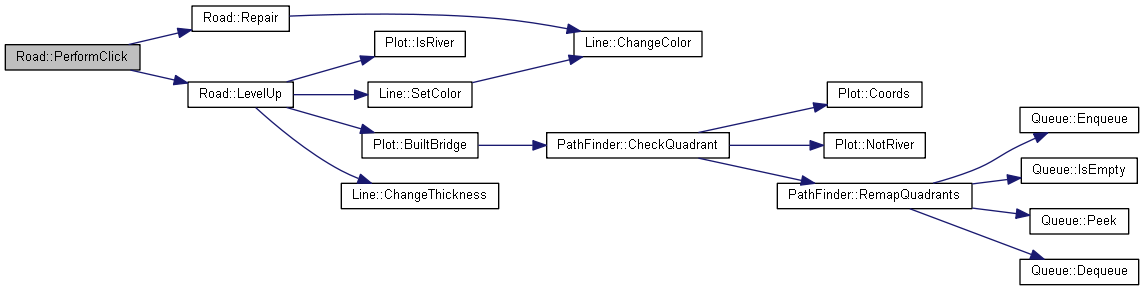 Road::PerformClick
Road::Repair
Road::LevelUp
Plot::IsRiver
Line::SetColor
Plot::BuiltBridge
Line::ChangeThickness
Line::ChangeColor
PathFinder::CheckQuadrant
Plot::Coords
Plot::NotRiver
PathFinder::RemapQuadrants
Queue::Enqueue
Queue::IsEmpty
Queue::Peek
Queue::Dequeue